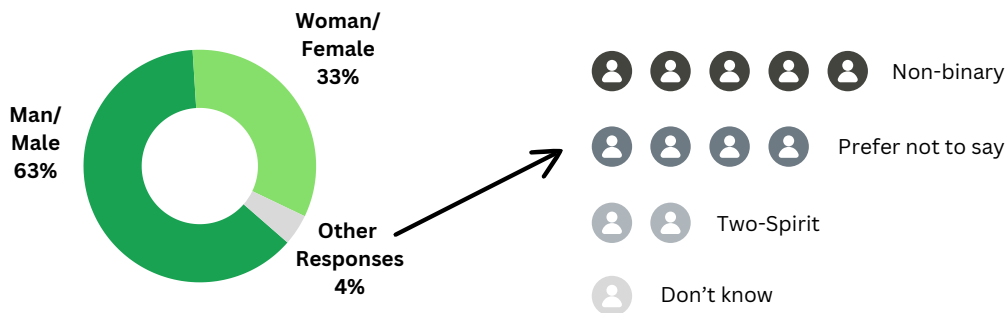 Woman/
Female
33%
Man/
Male
63%
Other
Responses
4%
Non-binary
Prefer not to say
Two-Spirit
Don’t know